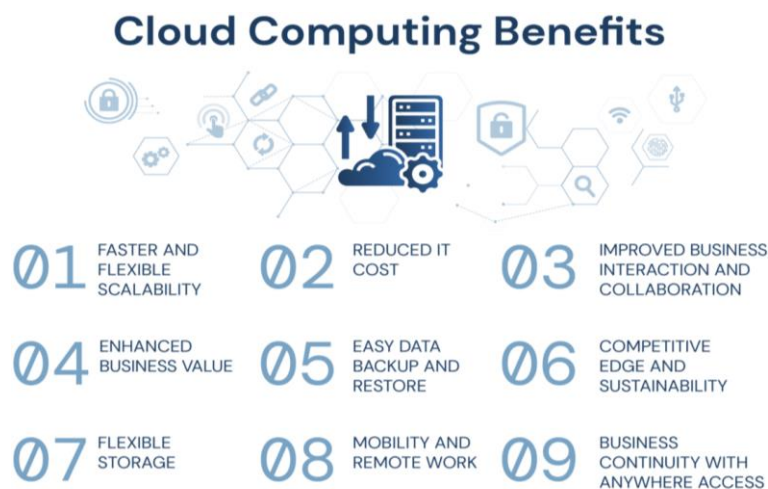 Cloud Computing Benefits
01
FASTER AND
FLEXIBLE
SCALABILITY
02
REDUCED IT
COST
03
IMPROVED BUSINESS
INTERACTION AND
COLLABORATION
04
ENHANCED
BUSINESS VALUE
05
EASY DATA
BACKUP AND
RESTORE
06
COMPETITIVE
EDGE AND
SUSTAINABILITY
07
FLEXIBLE
STORAGE
08
MOBILITY AND
REMOTE WORK
09
BUSINESS
CONTINUITY WITH
ANYWHERE ACCESS